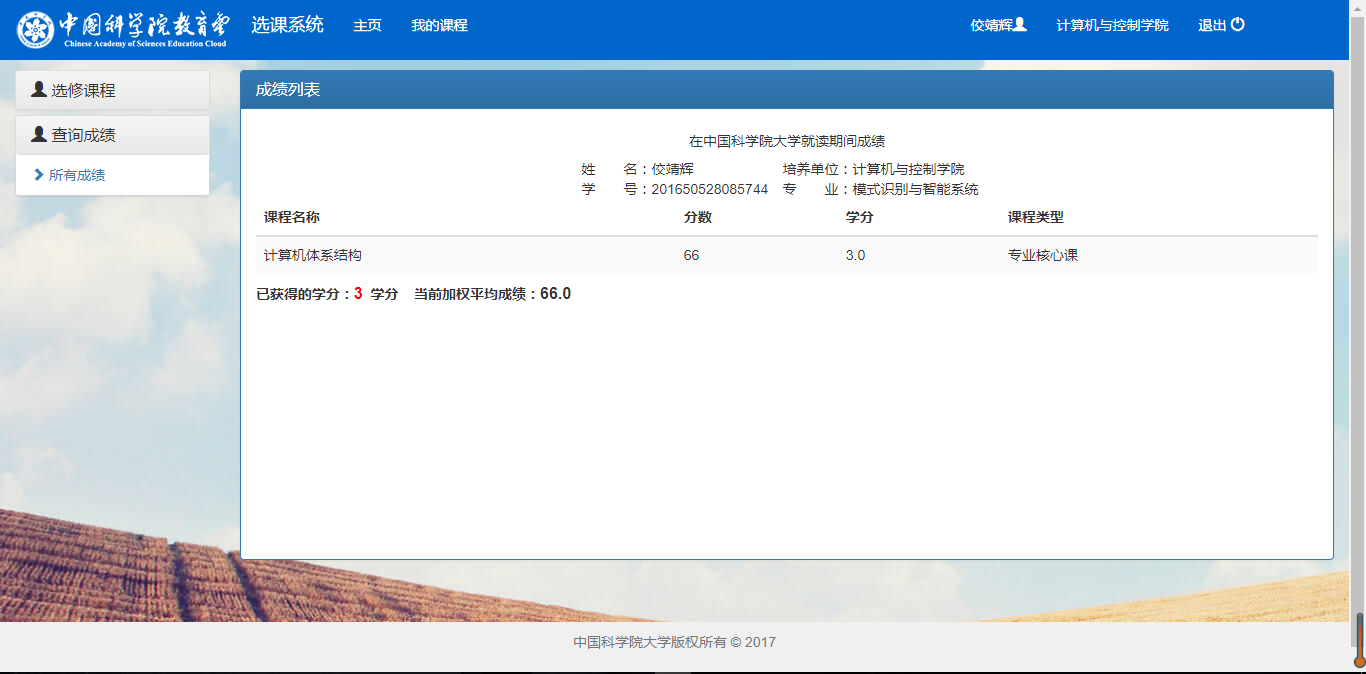 中国科学院教育云
Chinese Academy of Sciences Education Cloud
选课系统 主页 我的课程 佼靖辉 计算机与控制学院 退出
选修课程
查询成绩
所有成绩
成绩列表
在中国科学院大学就读期间成绩
姓 名：佼靖辉 培养单位：计算机与控制学院
学 号：201650528085744 专 业：模式识别与智能系统
课程名称 分数 学分 课程类型
计算机体系结构 66 3.0 专业核心课
已获得的学分：3 学分 当前加权平均成绩：66.0
中国科学院大学版权所有 © 2017